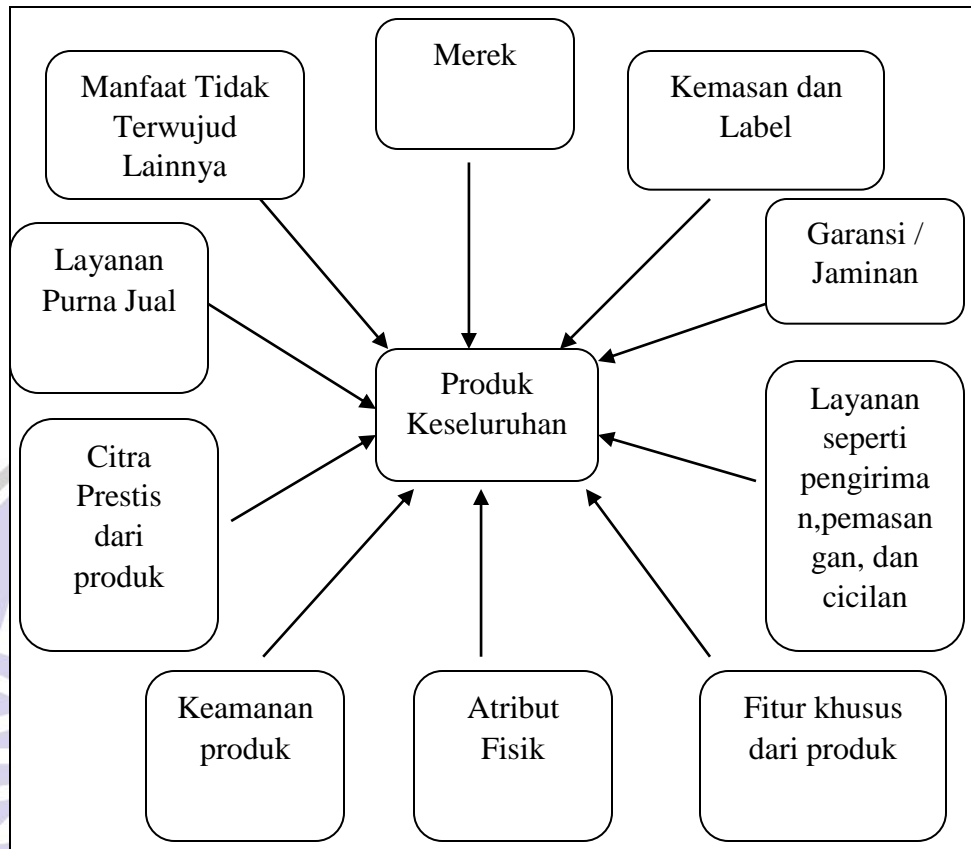 Merek
Manfaat Tidak
Terwujud
Lainnya
Kemasan dan
Label
Garansi /
Jaminan
Layanan
Purna Jual
Produk
Keseluruhan
Layanan
seperti
pengirima
n,pemasan
gan, dan
cicilan
Citra
Prestis
dari
produk
Keamanan
produk
Atribut
Fisik
Fitur khusus
dari produk